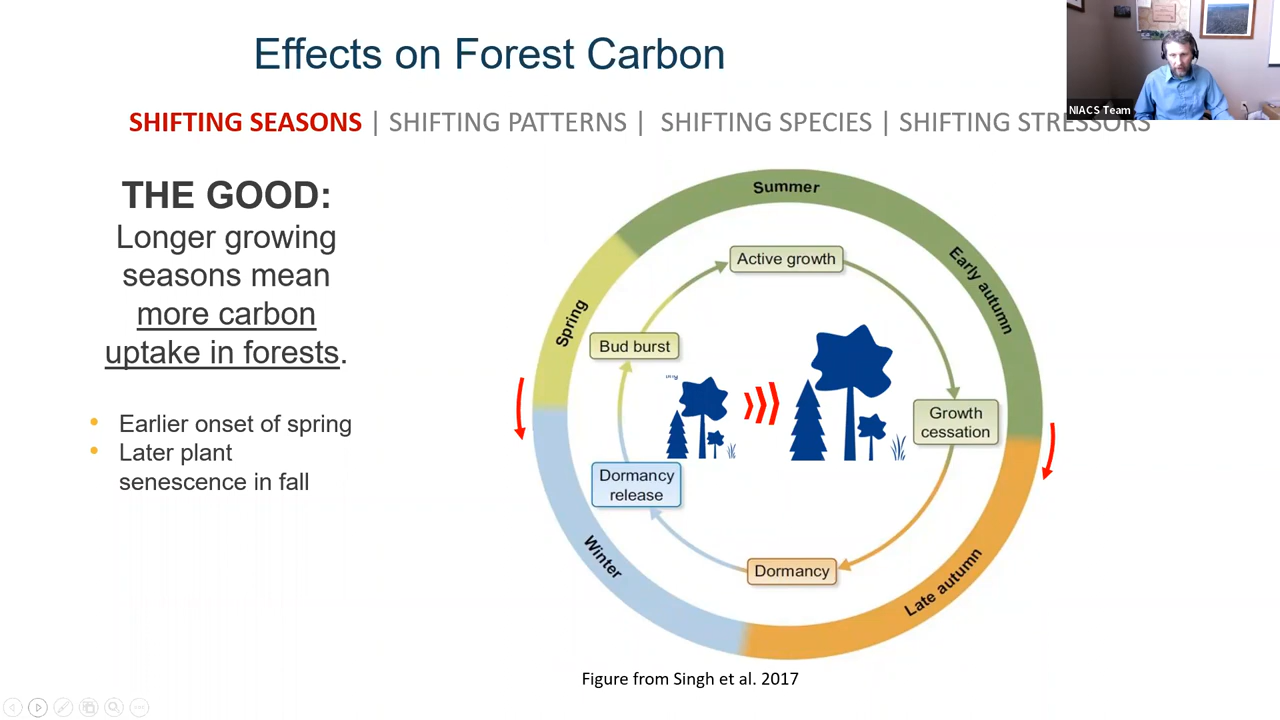 Effects on Forest Carbon
NIACS Team
SHIFTING SEASONS | SHIFTING PATTERNS | SHIFTING SPECIES | SHIFTING STRESSORS
THE GOOD:
Longer growing
seasons mean
more carbon
uptake in forests.
• Earlier onset of spring
• Later plant
senescence in fall
Summer
Early autumn
Late autumn
Winter
Spring
Active growth
Growth
cessation
Dormancy
Dormancy
release
Bud burst
Figure from Singh et al. 2017